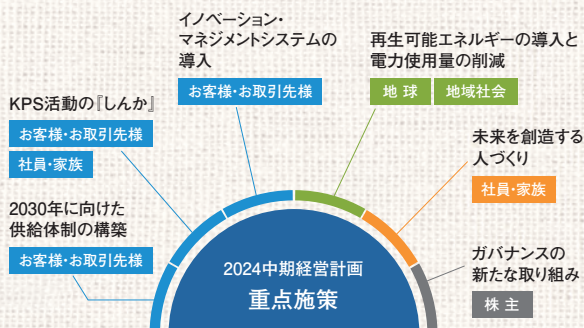 イノベーション・
マネジメントシステムの
導入
お客様・お取引先様
再生可能エネルギーの導入と
電力使用量の削減
地 球
地域社会
KPS活動の『しんか』
お客様・お取引先様
社員・家族
未来を創造する
人づくり
社員・家族
2030年に向けた
供給体制の構築
お客様・お取引先様
ガバナンスの
新たな取り組み
株 主
2024中期経営計画
重点施策